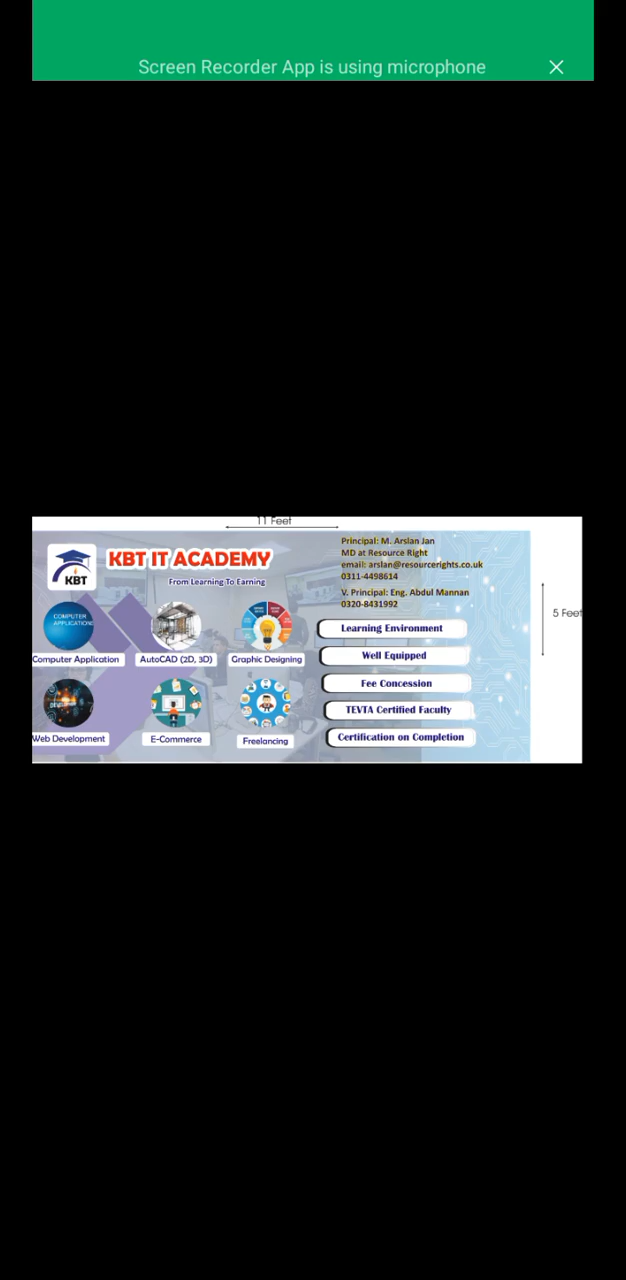 Screen Recorder App is using microphone
11 Feet
KBT
KBT IT ACADEMY
From Learning To Earning
Principal: M. Arslan Jan
MD at Resource Right
email: arslan@resourcerights.co.uk
0311-4498614
V. Principal: Eng. Abdul Mannan
0320-8431992
5 Feet
COMPUTER
APPLICATIONS
Computer Application
AutoCAD (2D, 3D)
Graphic Designing
Web Development
E-Commerce
Freelancing
Learning Environment
Well Equipped
Fee Concession
TEVTA Certified Faculty
Certification on Completion